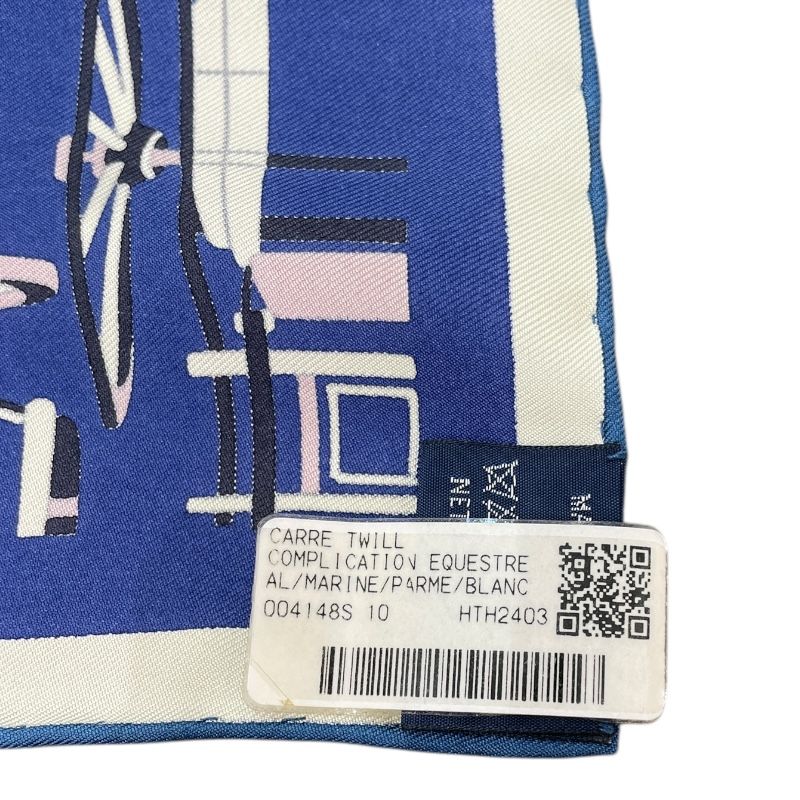 CARRE TWILL
COMPLICATION EQUESTRE
AL/MARINE/PARME/BLANC
004148S 10 HTH2403